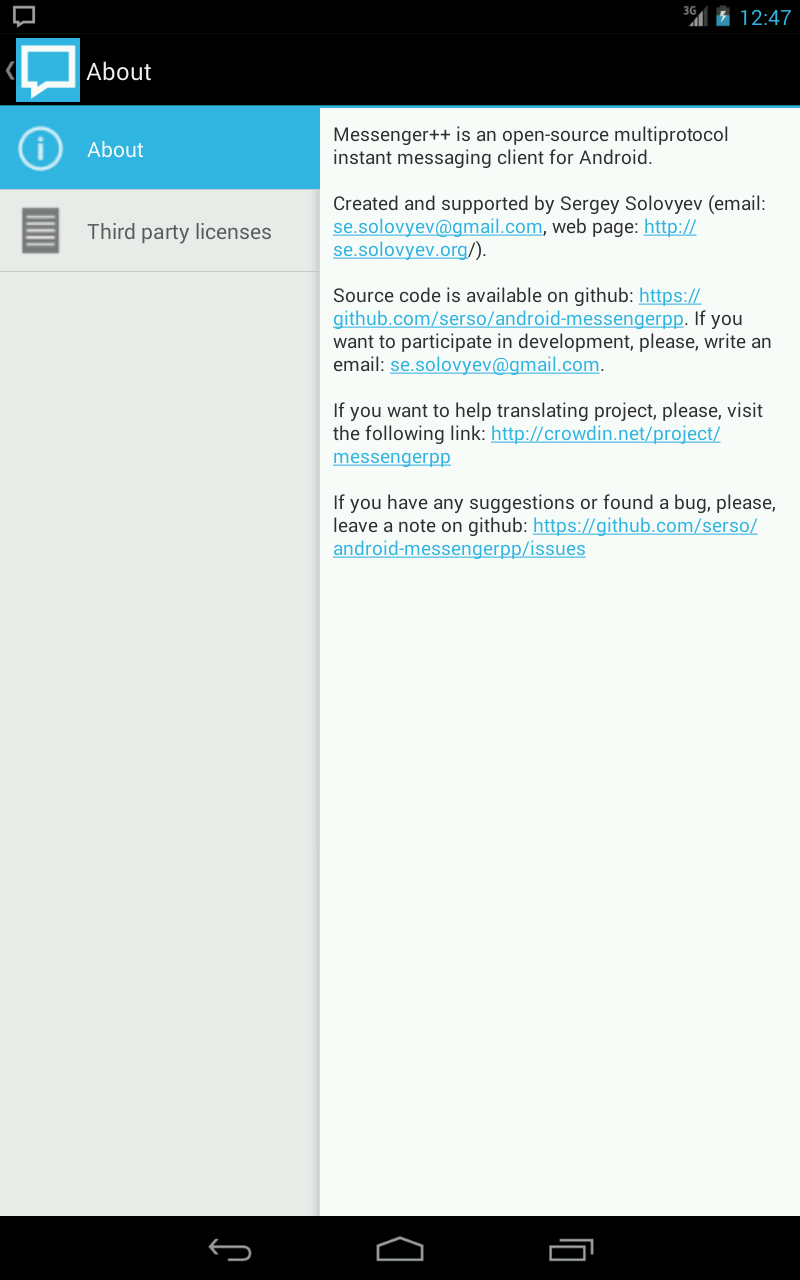 3G
12:47
About
About
Third party licenses
Messenger++ is an open-source multiprotocol
instant messaging client for Android.
Created and supported by Sergey Solovyev (email:
se.solovyev@gmail.com, web page: http://
se.solovyev.org/).
Source code is available on github: https://
github.com/serso/android-messengerpp. If you
want to participate in development, please, write an
email: se.solovyev@gmail.com.
If you want to help translating project, please, visit
the following link: http://crowdin.net/project/
messengerpp
If you have any suggestions or found a bug, please,
leave a note on github: https://github.com/serso/
android-messengerpp/issues